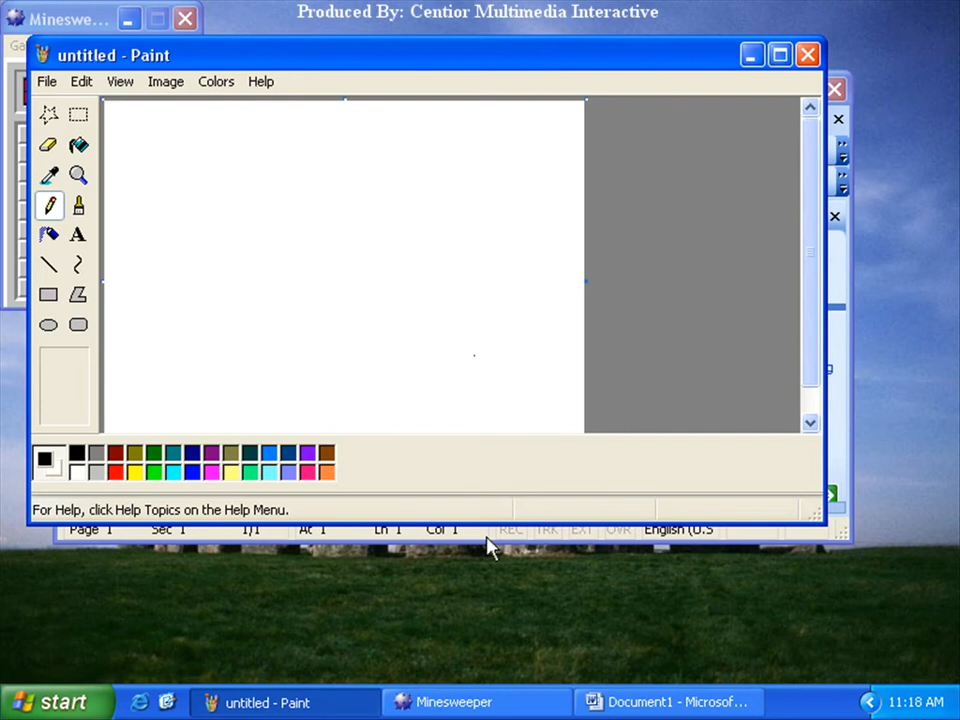 Produced By: Centior Multimedia Interactive
Mineswe...
Ga
untitled - Paint
File Edit View Image Colors Help
A
For Help, click Help Topics on the Help Menu.
Page 1 Sec 1 1/1 At 1 Ln 1 Col 1 REC TRK EXT OVR English (U.S
start untitled - Paint Minesweeper Document1 - Microsof... 11:18 AM